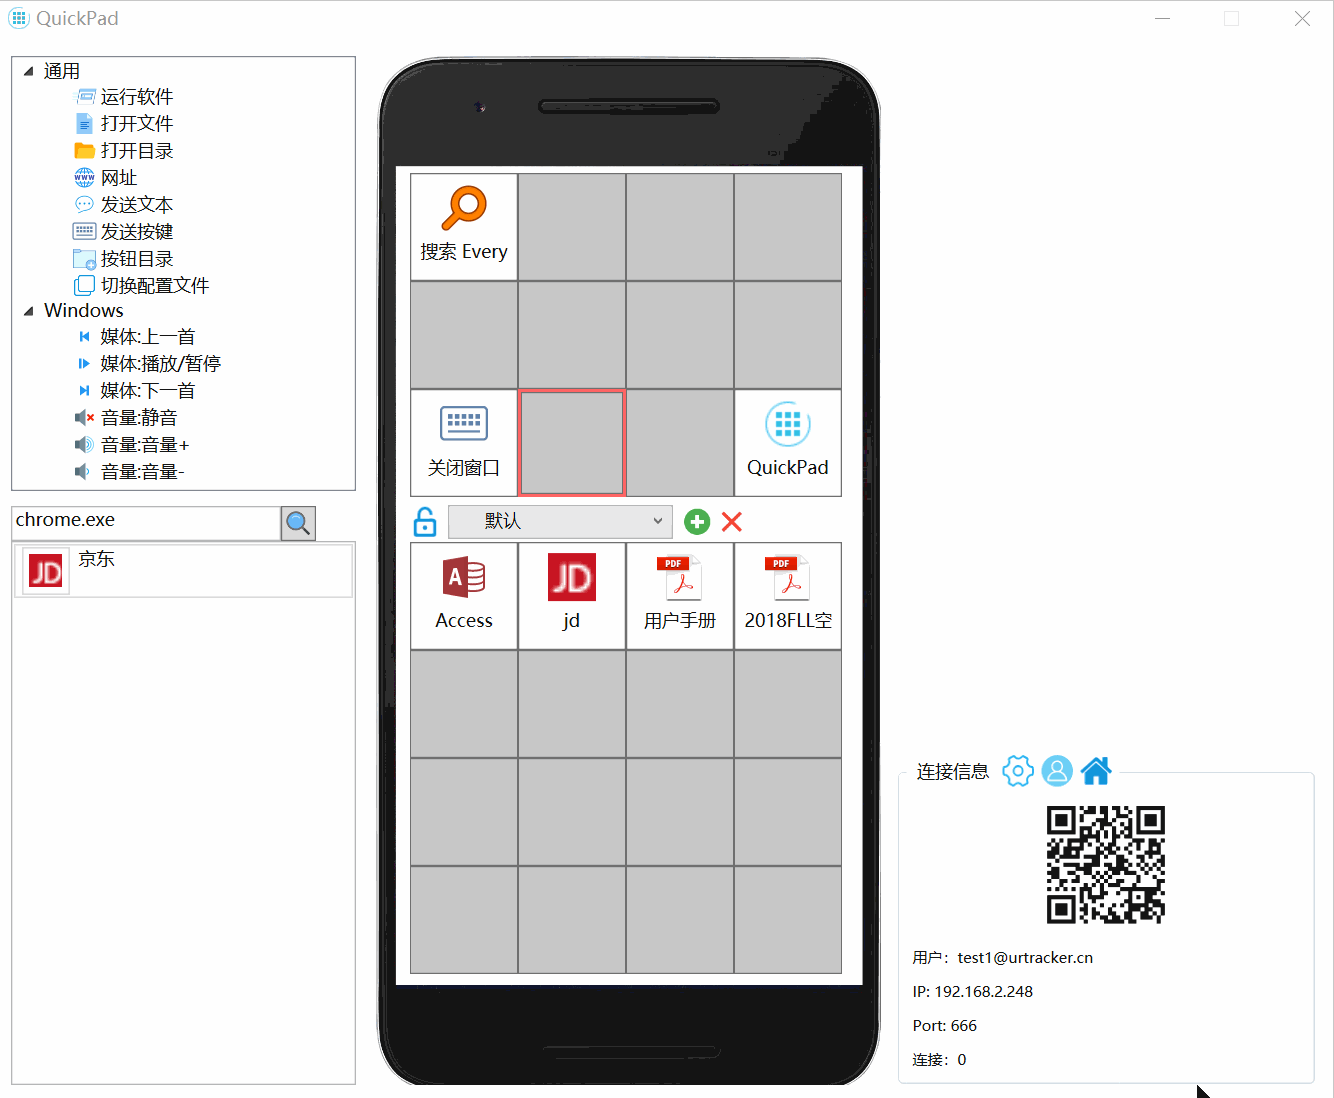 QuickPad
通用
运行软件
打开文件
打开目录
www
网址
发送文本
发送按键
按钮目录
切换配置文件
Windows
媒体:上一首
媒体:播放/暂停
媒体:下一首
音量:静音
音量:音量+
音量:音量-
chrome.exe
JD
京东
搜索 Every
关闭窗口
QuickPad
默认
A
JD
PDF
PDF
Access
jd
用户手册
2018FLL空
连接信息
用户：test1@urtracker.cn
IP: 192.168.2.248
Port: 666
连接：0